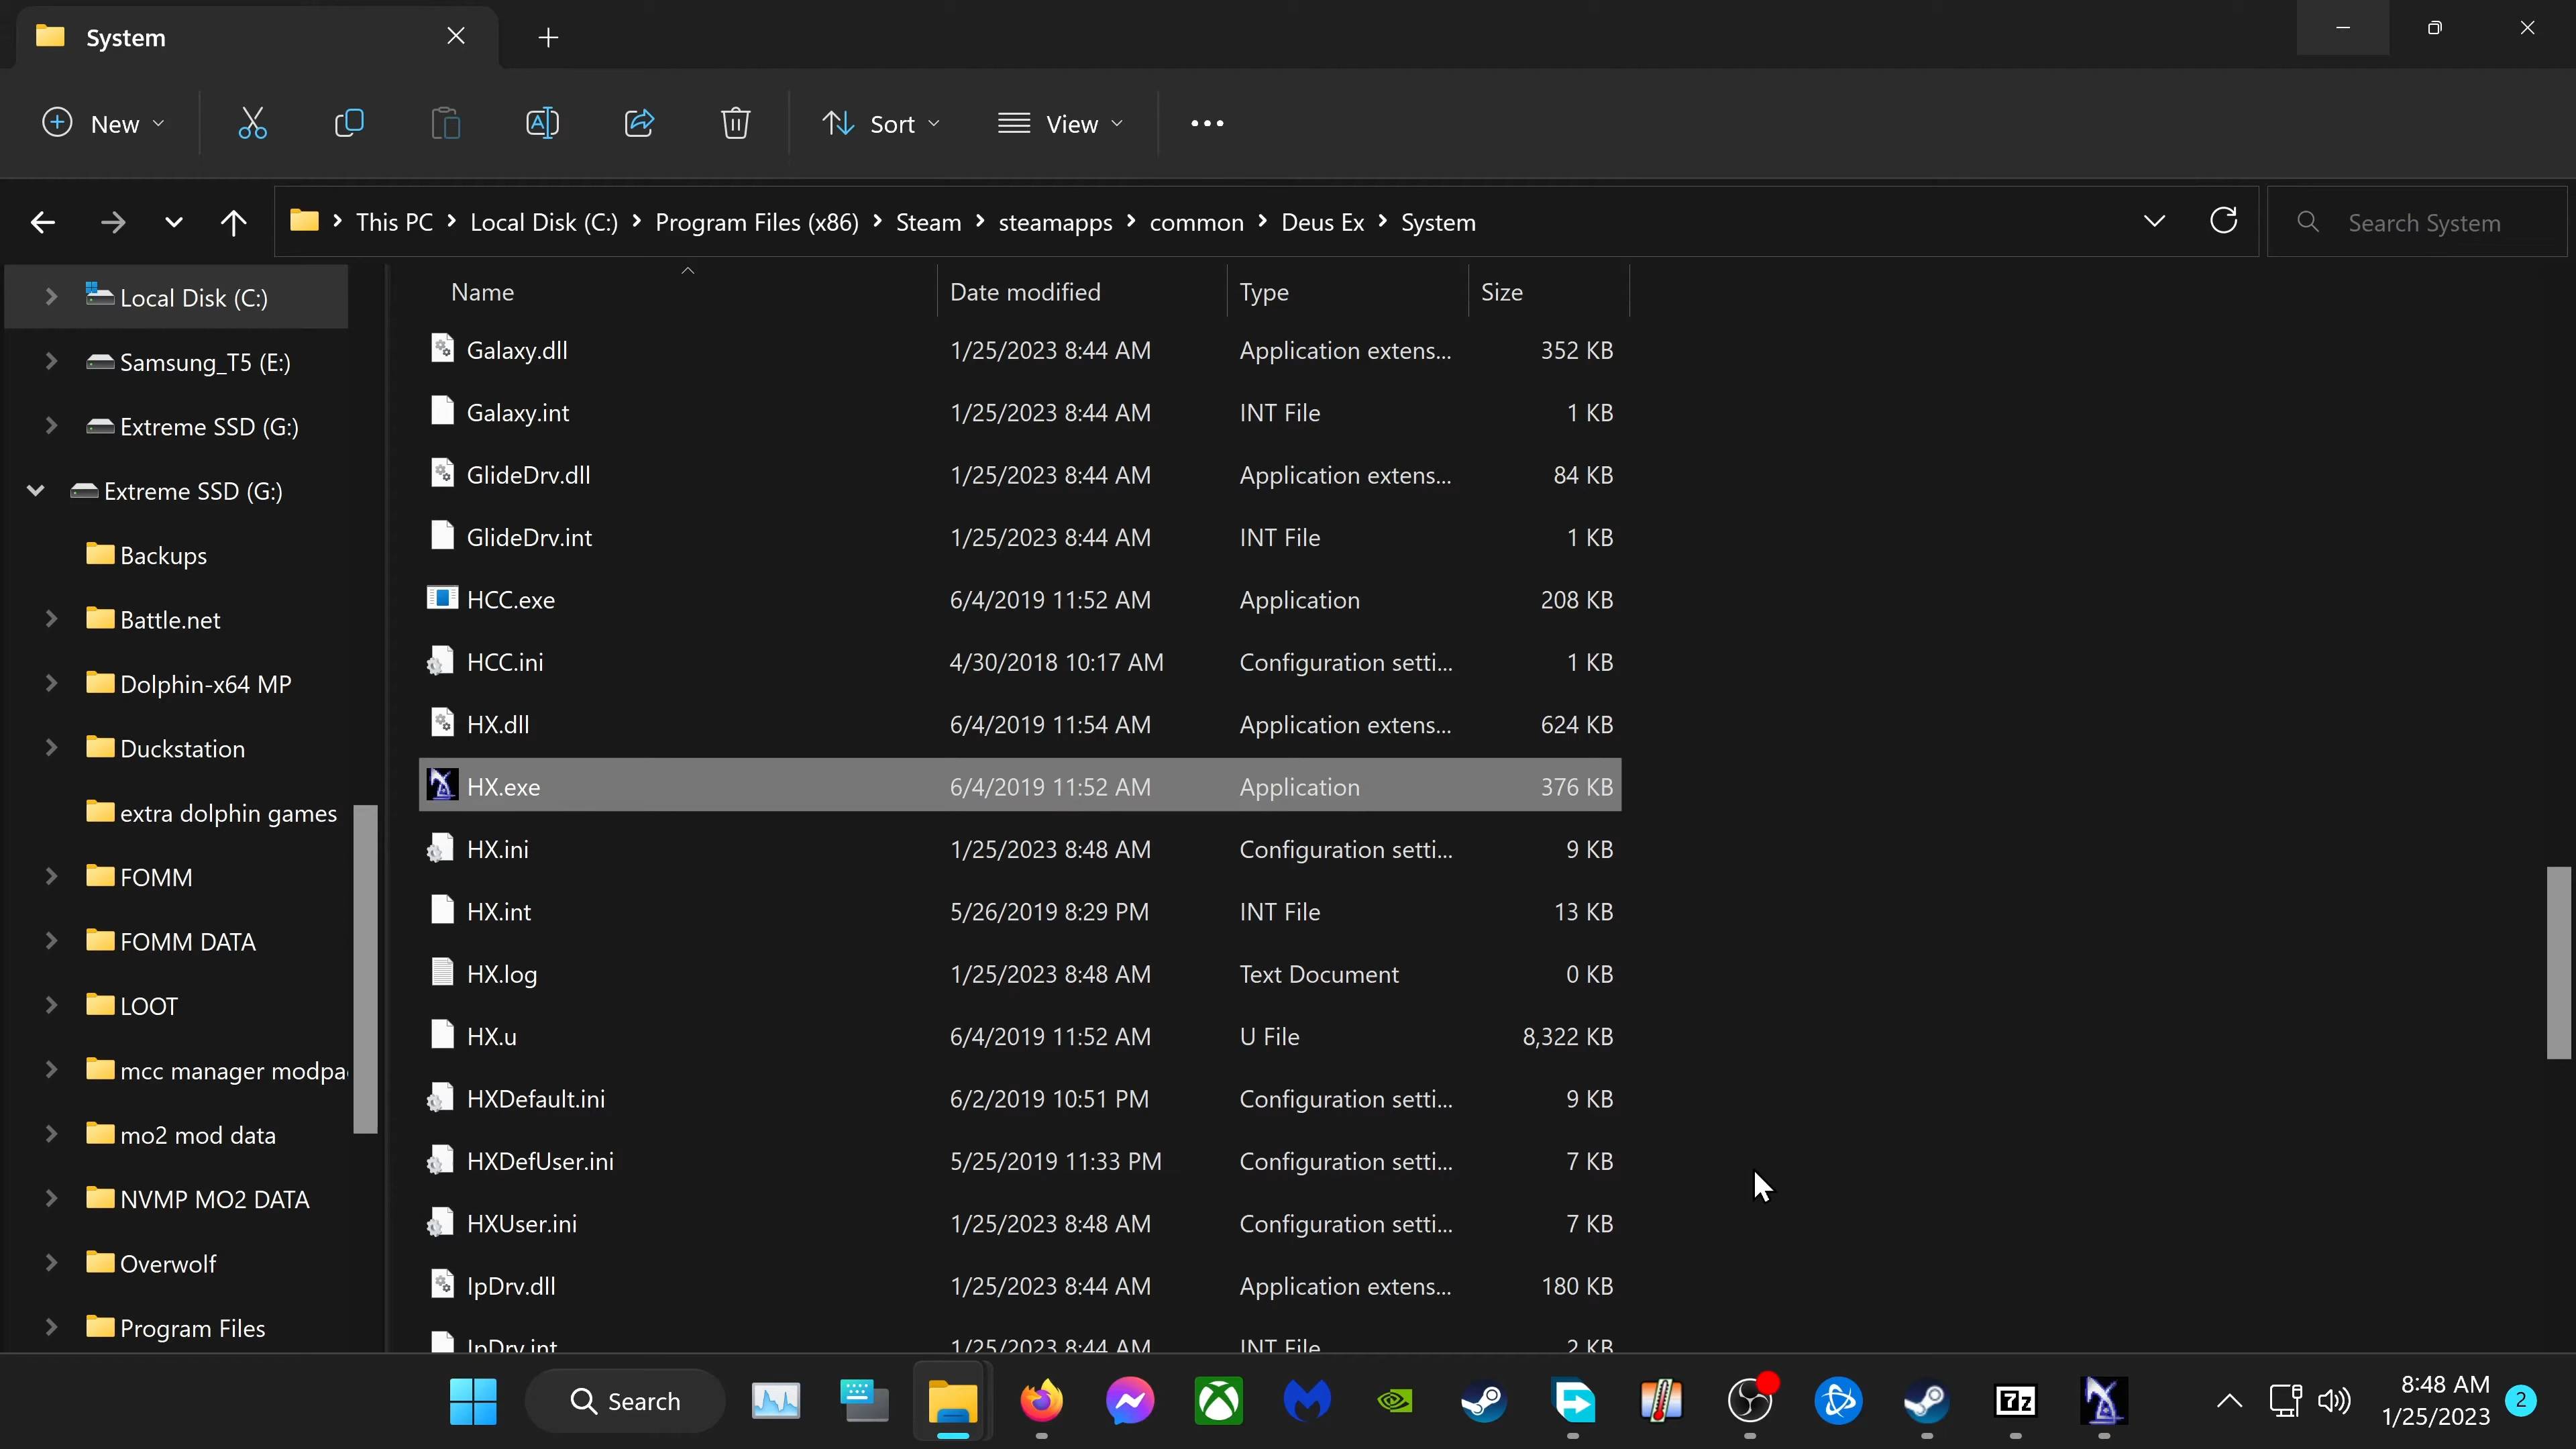 System
New
Sort
View
This PC > Local Disk (C:) > Program Files (x86) > Steam > steamapps > common > Deus Ex > System
Search System
Local Disk (C:)
Samsung_T5 (E:)
Extreme SSD (G:)
Extreme SSD (G:)
Backups
Battle.net
Dolphin-x64 MP
Duckstation
extra dolphin games
FOMM
FOMM DATA
LOOT
mcc manager modpa
mo2 mod data
NVMP MO2 DATA
Overwolf
Program Files
Name Date modified Type Size
Galaxy.dll 1/25/2023 8:44 AM Application extens... 352 KB
Galaxy.int 1/25/2023 8:44 AM INT File 1 KB
GlideDrv.dll 1/25/2023 8:44 AM Application extens... 84 KB
GlideDrv.int 1/25/2023 8:44 AM INT File 1 KB
HCC.exe 6/4/2019 11:52 AM Application 208 KB
HCC.ini 4/30/2018 10:17 AM Configuration setti... 1 KB
HX.dll 6/4/2019 11:54 AM Application extens... 624 KB
HX.exe 6/4/2019 11:52 AM Application 376 KB
HX.ini 1/25/2023 8:48 AM Configuration setti... 9 KB
HX.int 5/26/2019 8:29 PM INT File 13 KB
HX.log 1/25/2023 8:48 AM Text Document 0 KB
HX.u 6/4/2019 11:52 AM U File 8,322 KB
HXDefault.ini 6/2/2019 10:51 PM Configuration setti... 9 KB
HXDefUser.ini 5/25/2019 11:33 PM Configuration setti... 7 KB
HXUser.ini 1/25/2023 8:48 AM Configuration setti... 7 KB
IpDrv.dll 1/25/2023 8:44 AM Application extens... 180 KB
IpDrv.int 1/25/2023 8:44 AM INT File 2 KB
Search
7z
8:48 AM
1/25/2023
2